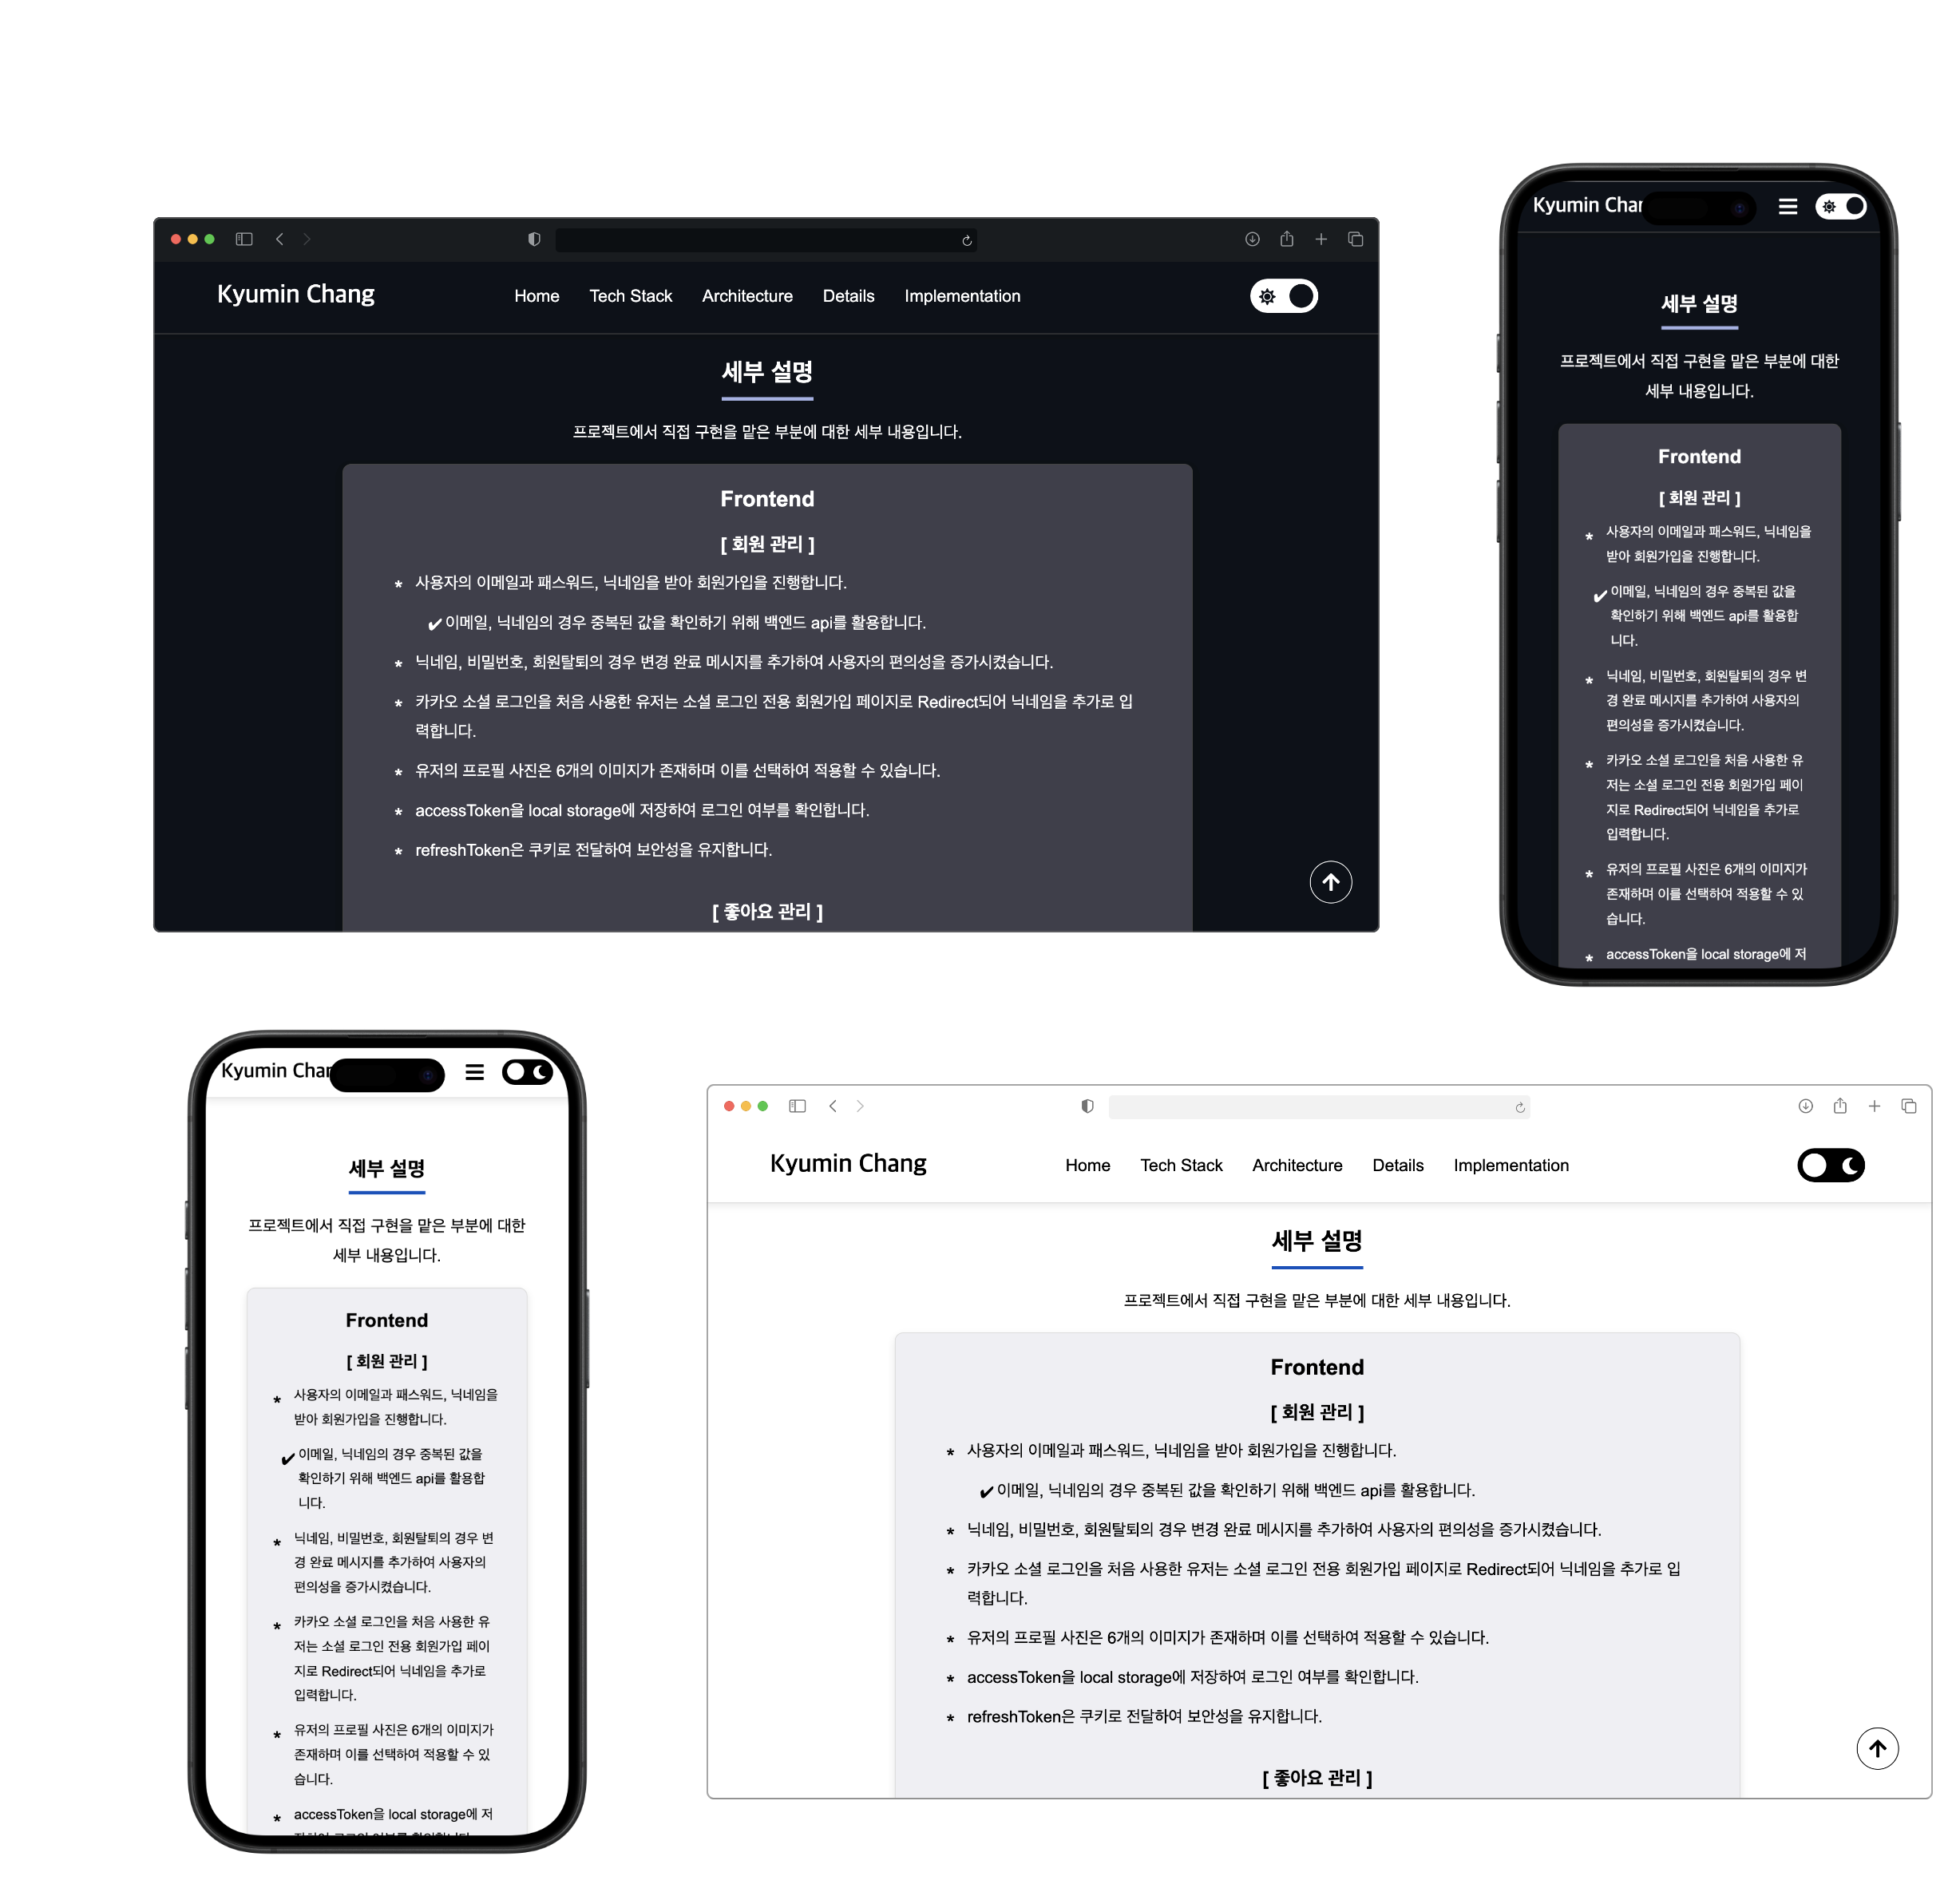 Kyumin Chang
Home Tech Stack Architecture Details Implementation
세부 설명
프로젝트에서 직접 구현을 맡은 부분에 대한 세부 내용입니다.
Frontend
[ 회원 관리 ]
* 사용자의 이메일과 패스워드, 닉네임을 받아 회원가입을 진행합니다.
✔ 이메일, 닉네임의 경우 중복된 값을 확인하기 위해 백엔드 api를 활용합니다.
* 닉네임, 비밀번호, 회원탈퇴의 경우 변경 완료 메시지를 추가하여 사용자의 편의성을 증가시켰습니다.
* 카카오 소셜 로그인을 처음 사용한 유저는 소셜 로그인 전용 회원가입 페이지로 Redirect되어 닉네임을 추가로 입
력합니다.
* 유저의 프로필 사진은 6개의 이미지가 존재하며 이를 선택하여 적용할 수 있습니다.
* accessToken을 local storage에 저장하여 로그인 여부를 확인합니다.
* refreshToken은 쿠키로 전달하여 보안성을 유지합니다.
[ 좋아요 관리 ]
Kyumin Char
세부 설명
프로젝트에서 직접 구현을 맡은 부분에 대한
세부 내용입니다.
Frontend
[ 회원 관리 ]
* 사용자의 이메일과 패스워드, 닉네임을
받아 회원가입을 진행합니다.
✔ 이메일, 닉네임의 경우 중복된 값을
확인하기 위해 백엔드 api를 활용합
니다.
* 닉네임, 비밀번호, 회원탈퇴의 경우 변
경 완료 메시지를 추가하여 사용자의
편의성을 증가시켰습니다.
* 카카오 소셜 로그인을 처음 사용한 유
저는 소셜 로그인 전용 회원가입 페이
지로 Redirect되어 닉네임을 추가로
입력합니다.
* 유저의 프로필 사진은 6개의 이미지가
존재하며 이를 선택하여 적용할 수 있
습니다.
* accessToken을 local storage에 저
Kyumin Char
세부 설명
프로젝트에서 직접 구현을 맡은 부분에 대한
세부 내용입니다.
Frontend
[ 회원 관리 ]
* 사용자의 이메일과 패스워드, 닉네임을
받아 회원가입을 진행합니다.
✔ 이메일, 닉네임의 경우 중복된 값을
확인하기 위해 백엔드 api를 활용합
니다.
* 닉네임, 비밀번호, 회원탈퇴의 경우 변
경 완료 메시지를 추가하여 사용자의
편의성을 증가시켰습니다.
* 카카오 소셜 로그인을 처음 사용한 유
저는 소셜 로그인 전용 회원가입 페이
지로 Redirect되어 닉네임을 추가로
입력합니다.
* 유저의 프로필 사진은 6개의 이미지가
존재하며 이를 선택하여 적용할 수 있
습니다.
* accessToken을 local storage에 저
Kyumin Chang
Home Tech Stack Architecture Details Implementation
세부 설명
프로젝트에서 직접 구현을 맡은 부분에 대한 세부 내용입니다.
Frontend
[ 회원 관리 ]
* 사용자의 이메일과 패스워드, 닉네임을 받아 회원가입을 진행합니다.
✔ 이메일, 닉네임의 경우 중복된 값을 확인하기 위해 백엔드 api를 활용합니다.
* 닉네임, 비밀번호, 회원탈퇴의 경우 변경 완료 메시지를 추가하여 사용자의 편의성을 증가시켰습니다.
* 카카오 소셜 로그인을 처음 사용한 유저는 소셜 로그인 전용 회원가입 페이지로 Redirect되어 닉네임을 추가로 입
력합니다.
* 유저의 프로필 사진은 6개의 이미지가 존재하며 이를 선택하여 적용할 수 있습니다.
* accessToken을 local storage에 저장하여 로그인 여부를 확인합니다.
* refreshToken은 쿠키로 전달하여 보안성을 유지합니다.
[ 좋아요 관리 ]